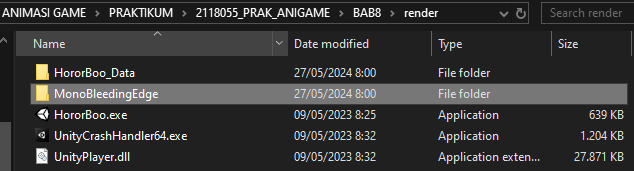 ANIMASI GAME > PRAKTIKUM > 2118055_PRAK_ANIGAME > BAB8 > render Search render
Name Date modified Type Size
HororBoo_Data 27/05/2024 8:00 File folder
MonoBleedingEdge 27/05/2024 8:00 File folder
HororBoo.exe 09/05/2023 8:25 Application 639 KB
UnityCrashHandler64.exe 09/05/2023 8:32 Application 1.204 KB
UnityPlayer.dll 09/05/2023 8:32 Application exten... 27.871 KB